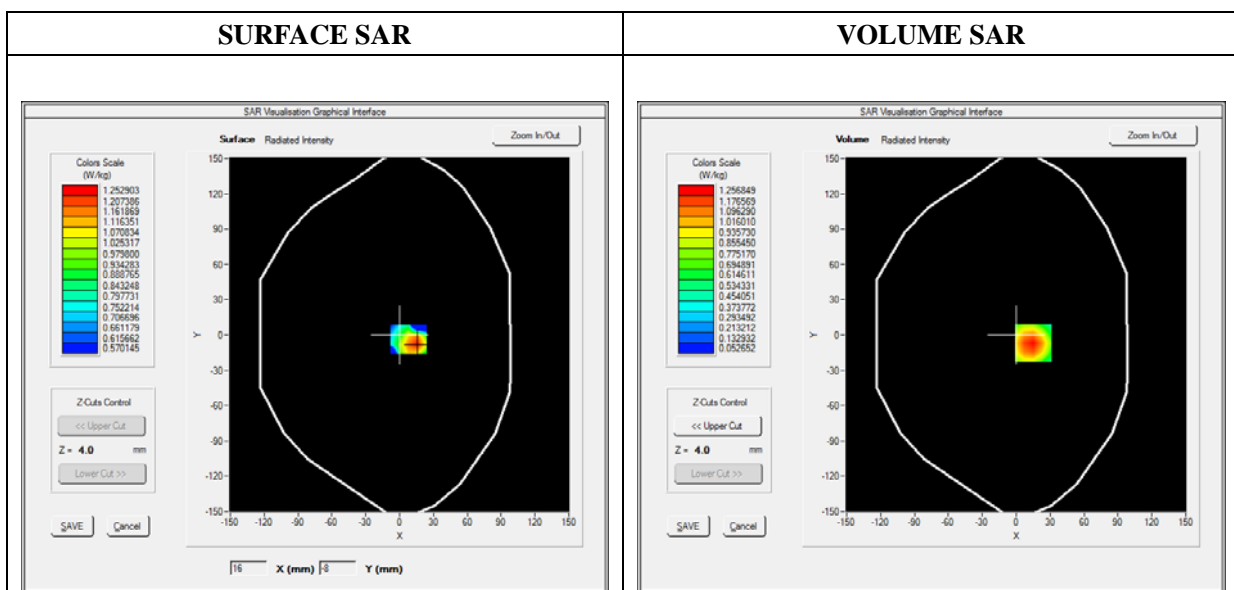 SURFACE SAR
VOLUME SAR
SAR Visualisation Graphical Interface
Surface Radiated Intensity
Zoom In/Out
Colors Scale
(W/kg)
1.252903
1.207386
1.161869
1.116351
1.070834
1.025317
0.979800
0.934283
0.888765
0.843248
0.797731
0.752214
0.706696
0.661179
0.615662
0.570145
Z-Cuts Control
<< Upper Cut
Z = 4.0 mm
Lower Cut >>
SAVE Cancel
150
120
90
60
30
0
-30
-60
-90
-120
-150
Y
-150 -120 -90 -60 -30 0 30 60 90 120 150
X
16 X (mm) -8 Y (mm)
SAR Visualisation Graphical Interface
Volume Radiated Intensity
Zoom In/Out
Colors Scale
(W/kg)
1.256849
1.176569
1.096290
1.016010
0.935730
0.855450
0.775170
0.694891
0.614611
0.534331
0.454051
0.373772
0.293492
0.213212
0.132932
0.052652
Z-Cuts Control
<< Upper Cut
Z = 4.0 mm
Lower Cut >>
SAVE Cancel
150
120
90
60
30
0
-30
-60
-90
-120
-150
Y
-150 -120 -90 -60 -30 0 30 60 90 120 150
X